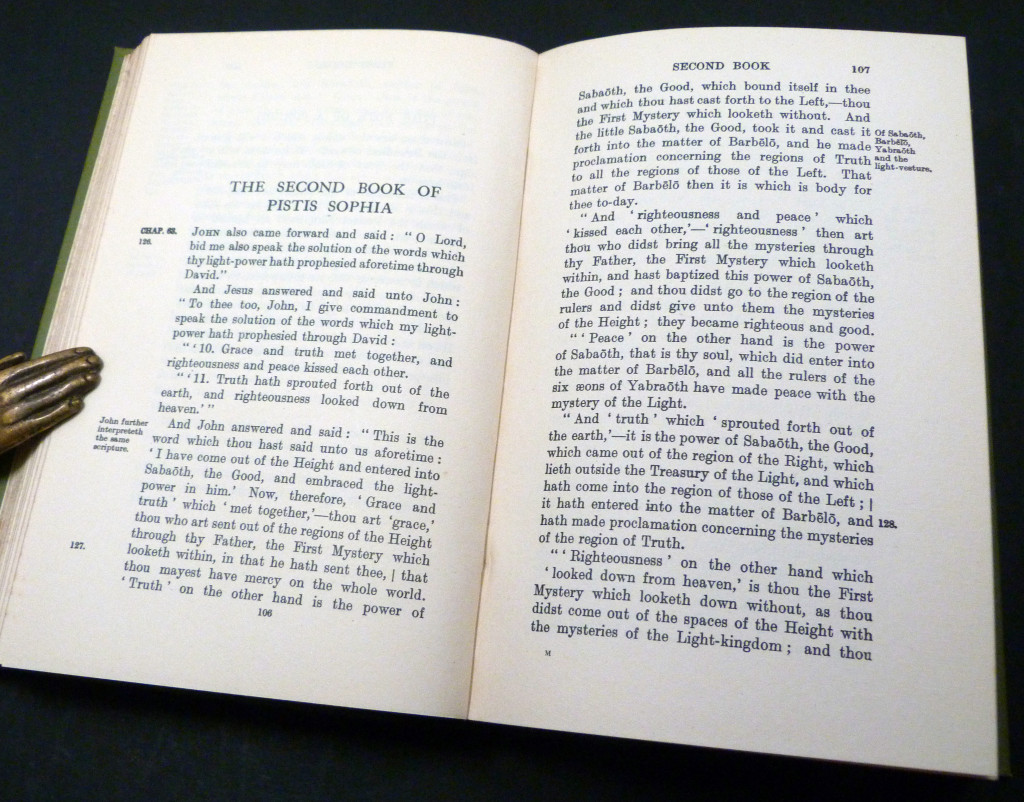 THE SECOND BOOK OF
PISTIS SOPHIA
CHAP. 63.
126.
JOHN also came forward and said : " O Lord,
bid me also speak the solution of the words which
thy light-power hath prophesied aforetime through
David."
And Jesus answered and said unto John :
" To thee too, John, I give commandment to
speak the solution of the words which my light-
power hath prophesied through David :
" ' 10. Grace and truth met together, and
righteousness and peace kissed each other.
" ' 11. Truth hath sprouted forth out of the
earth, and righteousness looked down from
heaven.' "
John further
interpreteth
the same
scripture.
And John answered and said : " This is the
word which thou hast said unto us aforetime :
' I have come out of the Height and entered into
Sabaōth, the Good, and embraced the light-
power in him.' Now, therefore, ' Grace and
truth ' which ' met together,'—thou art ' grace,'
thou who art sent out of the regions of the Height
through thy Father, the First Mystery which
127.
looketh within, in that he hath sent thee, | that
thou mayest have mercy on the whole world.
' Truth ' on the other hand is the power of
106
SECOND BOOK 107
Sabaōth, the Good, which bound itself in thee
and which thou hast cast forth to the Left,—thou
the First Mystery which looketh without. And
the little Sabaōth, the Good, took it and cast it
forth into the matter of Barbēlō, and he made
proclamation concerning the regions of Truth
to all the regions of those of the Left. That
matter of Barbēlō then it is which is body for
thee to-day.
Of Sabaōth,
Barbēlō,
Yabraōth
and the
light-vesture.
" And ' righteousness and peace ' which
' kissed each other,'—' righteousness ' then art
thou who didst bring all the mysteries through
thy Father, the First Mystery which looketh
within, and hast baptized this power of Sabaōth,
the Good ; and thou didst go to the region of the
rulers and didst give unto them the mysteries
of the Height ; they became righteous and good.
" ' Peace ' on the other hand is the power
of Sabaōth, that is thy soul, which did enter into
the matter of Barbēlō, and all the rulers of the
six æons of Yabraōth have made peace with the
mystery of the Light.
" And ' truth ' which ' sprouted forth out of
the earth,'—it is the power of Sabaōth, the Good,
which came out of the region of the Right, which
lieth outside the Treasury of the Light, and which
hath come into the region of those of the Left ; |
it hath entered into the matter of Barbēlō, and 128.
hath made proclamation concerning the mysteries
of the region of Truth.
" ' Righteousness ' on the other hand which
' looked down from heaven,' is thou the First
Mystery which looketh down without, as thou
didst come out of the spaces of the Height with
the mysteries of the Light-kingdom ; and thou
M